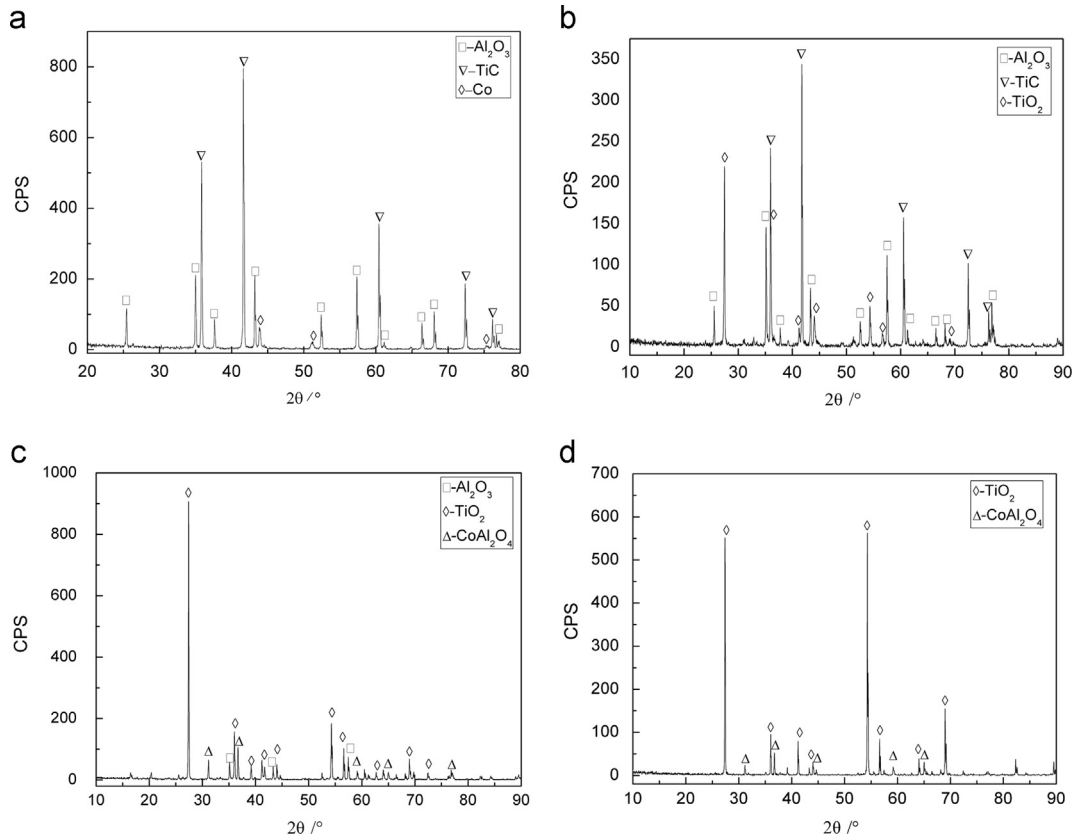 a
800
600
400
200
0
CPS
20 30 40 50 60 70 80
2θ/°
□–Al₂O₃
∇–TiC
◊–Co
b
350
300
250
200
150
100
50
0
CPS
10 20 30 40 50 60 70 80 90
2θ /°
□-Al₂O₃
∇-TiC
◊-TiO₂
c
1000
800
600
400
200
0
CPS
10 20 30 40 50 60 70 80 90
2θ /°
□-Al₂O₃
◊-TiO₂
Δ-CoAl₂O₄
d
700
600
500
400
300
200
100
0
CPS
10 20 30 40 50 60 70 80 90
2θ /°
◊-TiO₂
Δ-CoAl₂O₄